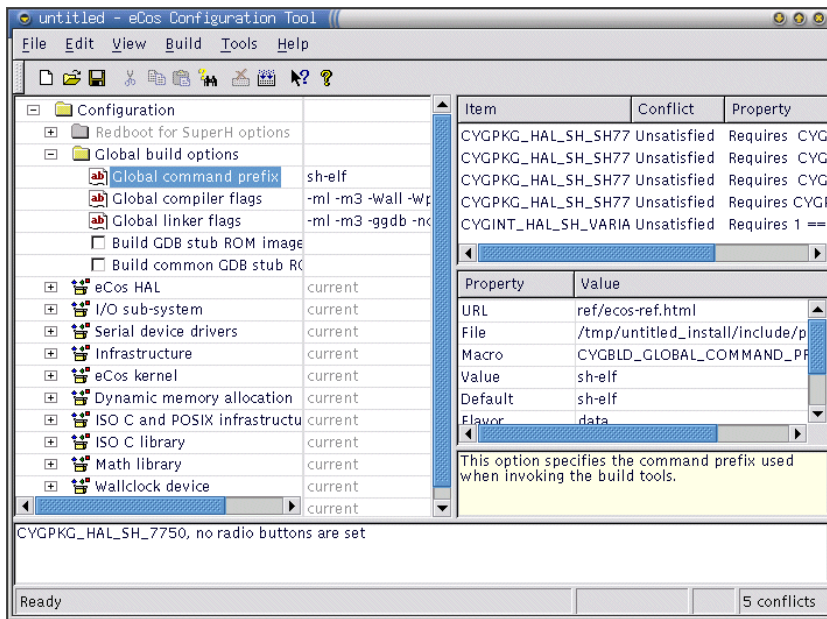 untitled - eCos Configuration Tool
File Edit View Build Tools Help
Configuration
Redboot for SuperH options
Global build options
Global command prefix sh-elf
Global compiler flags -ml -m3 -Wall -Wp
Global linker flags -ml -m3 -ggdb -no
Build GDB stub ROM image
Build common GDB stub RO
eCos HAL current
I/O sub-system current
Serial device drivers current
Infrastructure current
eCos kernel current
Dynamic memory allocation current
ISO C and POSIX infrastructu current
ISO C library current
Math library current
Wallclock device current
current
Item Conflict Property
CYGPKG_HAL_SH_SH77 Unsatisfied Requires CYG
CYGPKG_HAL_SH_SH77 Unsatisfied Requires CYG
CYGPKG_HAL_SH_SH77 Unsatisfied Requires CYG
CYGPKG_HAL_SH_SH77 Unsatisfied Requires CYGF
CYGINT_HAL_SH_VARIA Unsatisfied Requires 1 ==
Property Value
URL ref/ecos-ref.html
File /tmp/untitled_install/include/p
Macro CYGBLD_GLOBAL_COMMAND_PF
Value sh-elf
Default sh-elf
Flavor data
This option specifies the command prefix used
when invoking the build tools.
CYGPKG_HAL_SH_7750, no radio buttons are set
Ready 5 conflicts